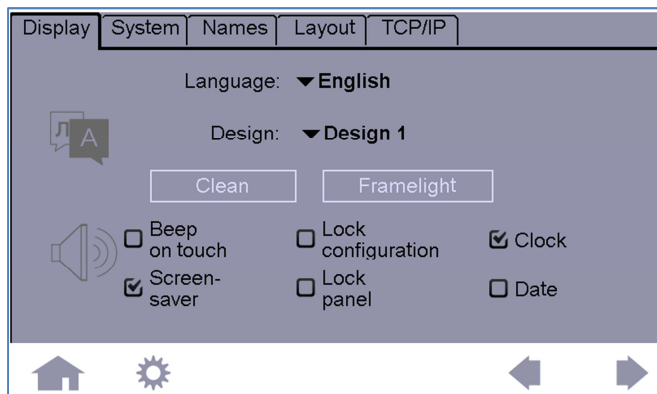 Display System Names Layout TCP/IP
Language: English
Design: Design 1
Clean Framelight
Beep
on touch
Lock
configuration
Clock
Screen-
saver
Lock
panel
Date
Л A